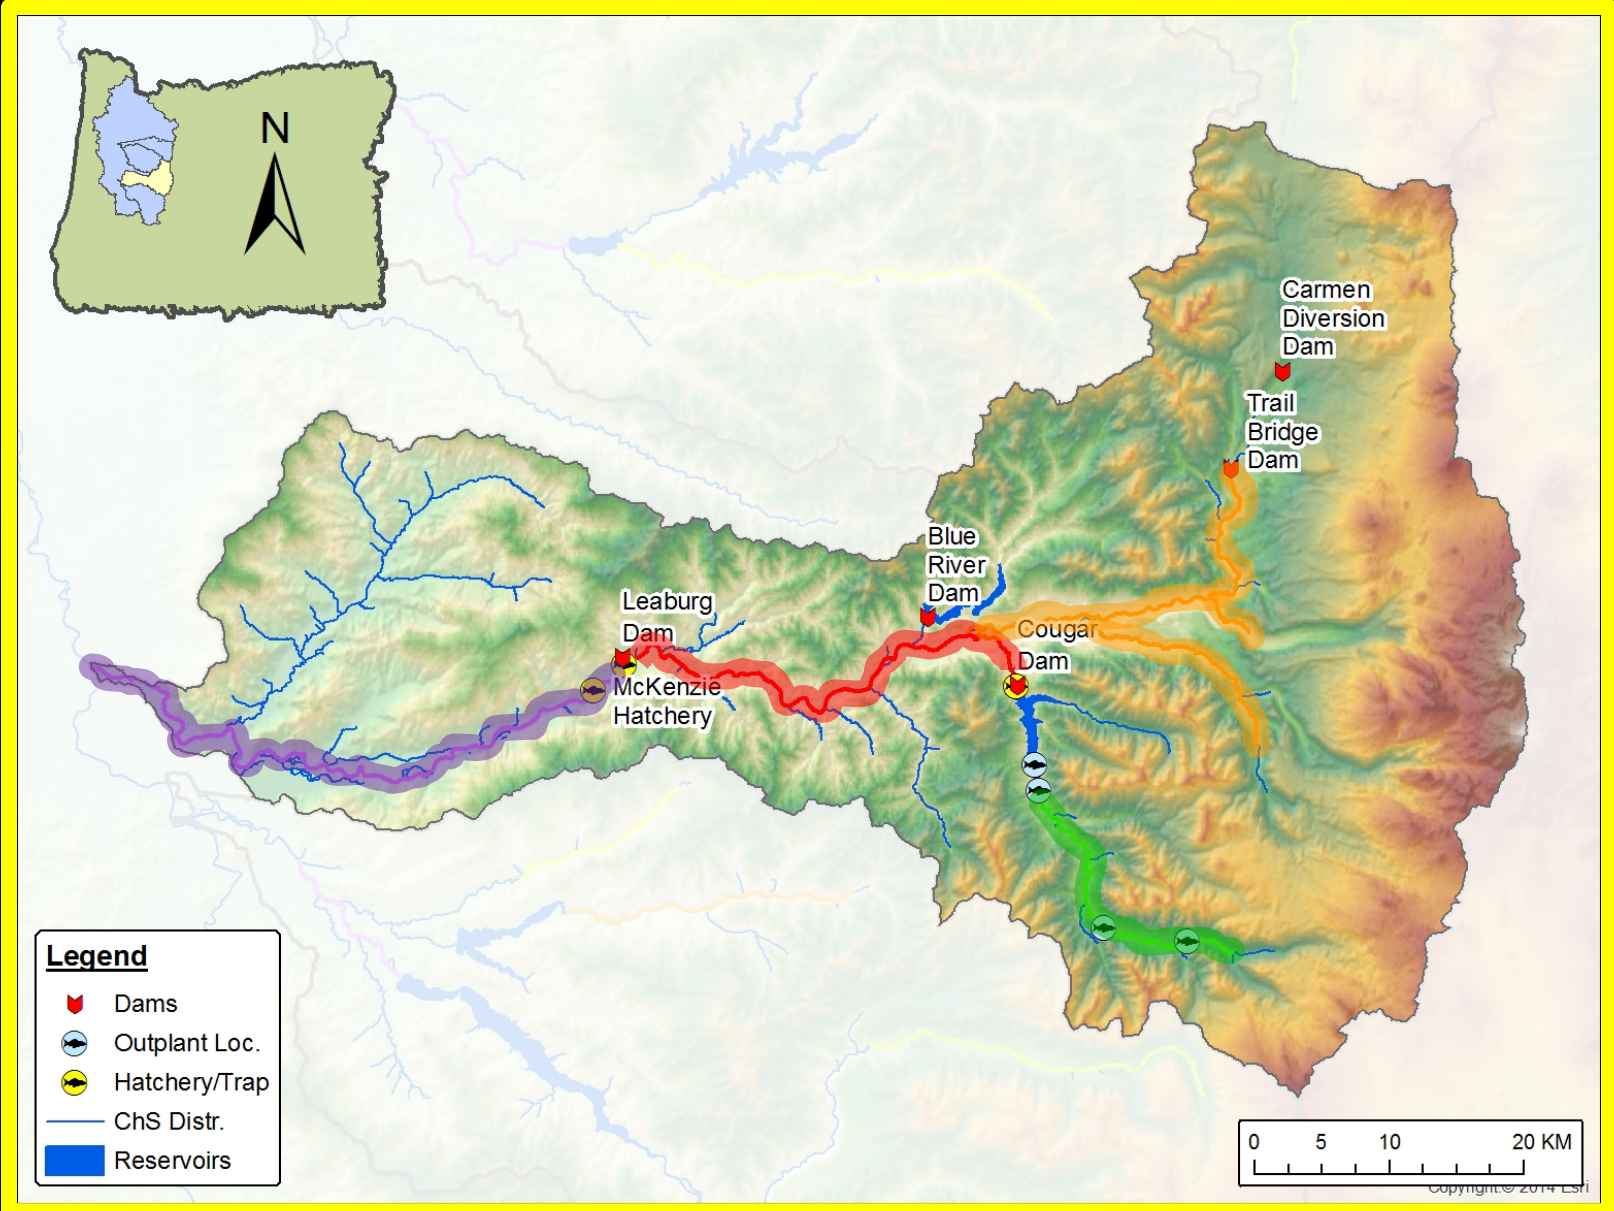 N
Carmen
Diversion
Dam
Trail
Bridge
Dam
Blue
River
Dam
Leaburg
Dam
Cougar
Dam
McKenzie
Hatchery
Legend
Dams
Outplant Loc.
Hatchery/Trap
ChS Distr.
Reservoirs
0 5 10 20 KM
Copyright:© 2014 Esri